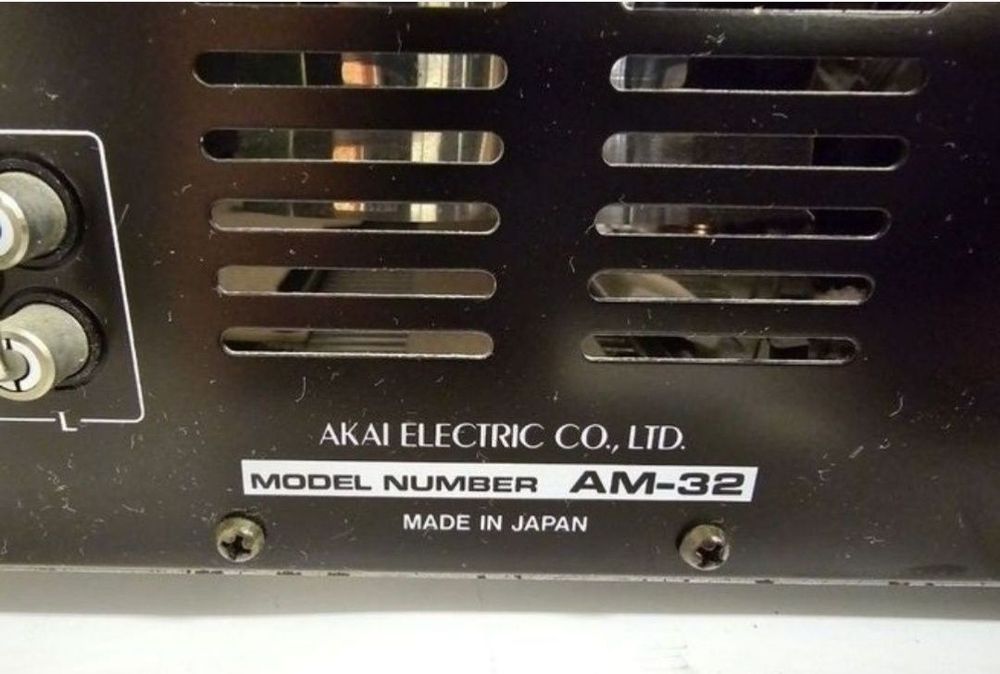 L
AKAI ELECTRIC CO., LTD.
MODEL NUMBER AM-32
MADE IN JAPAN